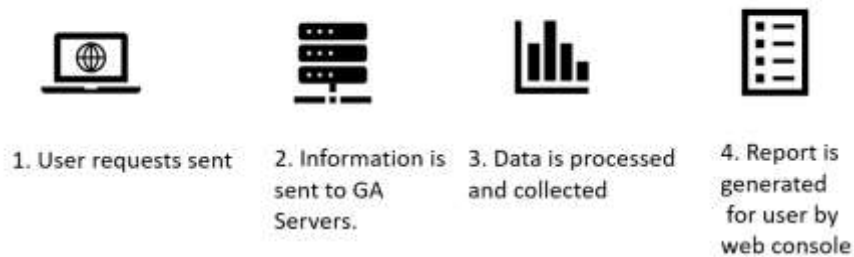 1. User requests sent
2. Information is
sent to GA
Servers.
3. Data is processed
and collected
4. Report is
generated
for user by
web console